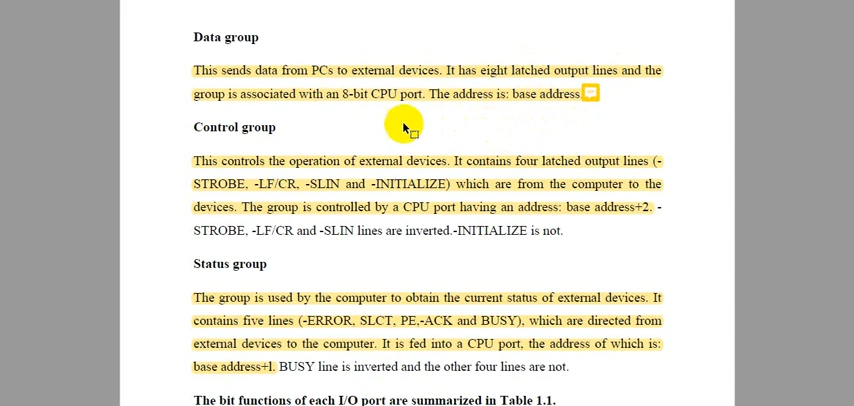 Data group
This sends data from PCs to external devices. It has eight latched output lines and the
group is associated with an 8-bit CPU port. The address is: base address
Control group
This controls the operation of external devices. It contains four latched output lines (-
STROBE, -LF/CR, -SLIN and -INITIALIZE) which are from the computer to the
devices. The group is controlled by a CPU port having an address: base address+2. -
STROBE, -LF/CR and -SLIN lines are inverted.-INITIALIZE is not.
Status group
The group is used by the computer to obtain the current status of external devices. It
contains five lines (-ERROR, SLCT, PE,-ACK and BUSY), which are directed from
external devices to the computer. It is fed into a CPU port, the address of which is:
base address+l. BUSY line is inverted and the other four lines are not.
The bit functions of each I/O port are summarized in Table 1.1.